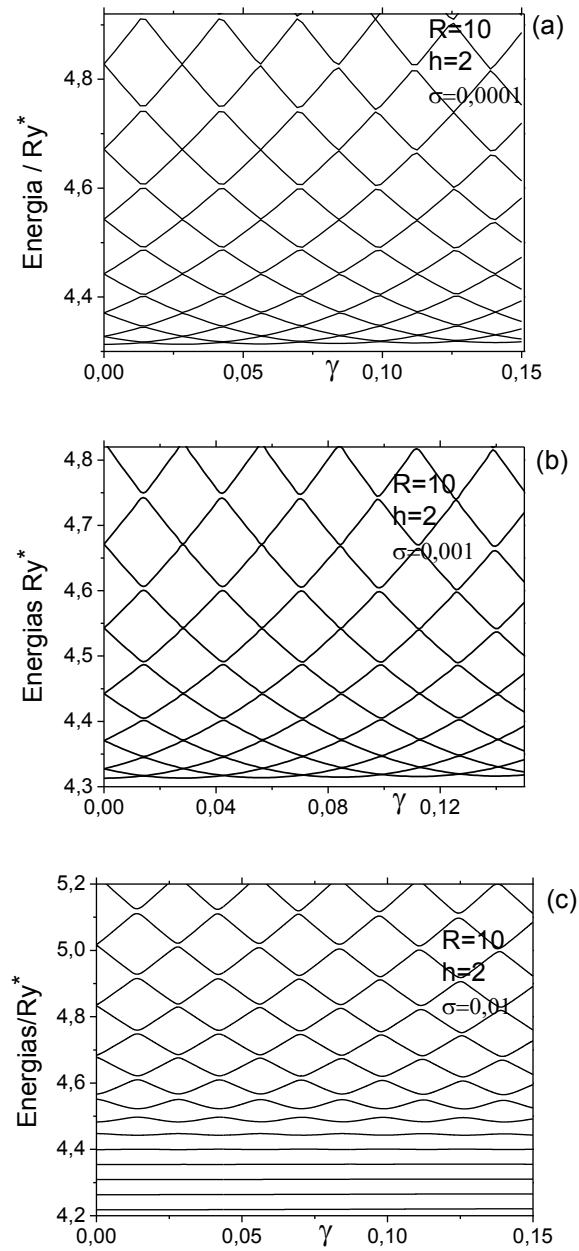 (a)
R=10
h=2
σ=0,0001
4,8
4,6
4,4
Energia / Ry*
0,00
0,05
0,10
0,15
γ
(b)
R=10
h=2
σ=0,001
4,8
4,7
4,6
4,5
4,4
4,3
Energias Ry*
0,00
0,04
0,08
0,12
γ
(c)
R=10
h=2
σ=0,01
5,2
5,0
4,8
4,6
4,4
4,2
Energias/Ry*
0,00
0,05
0,10
0,15
γ